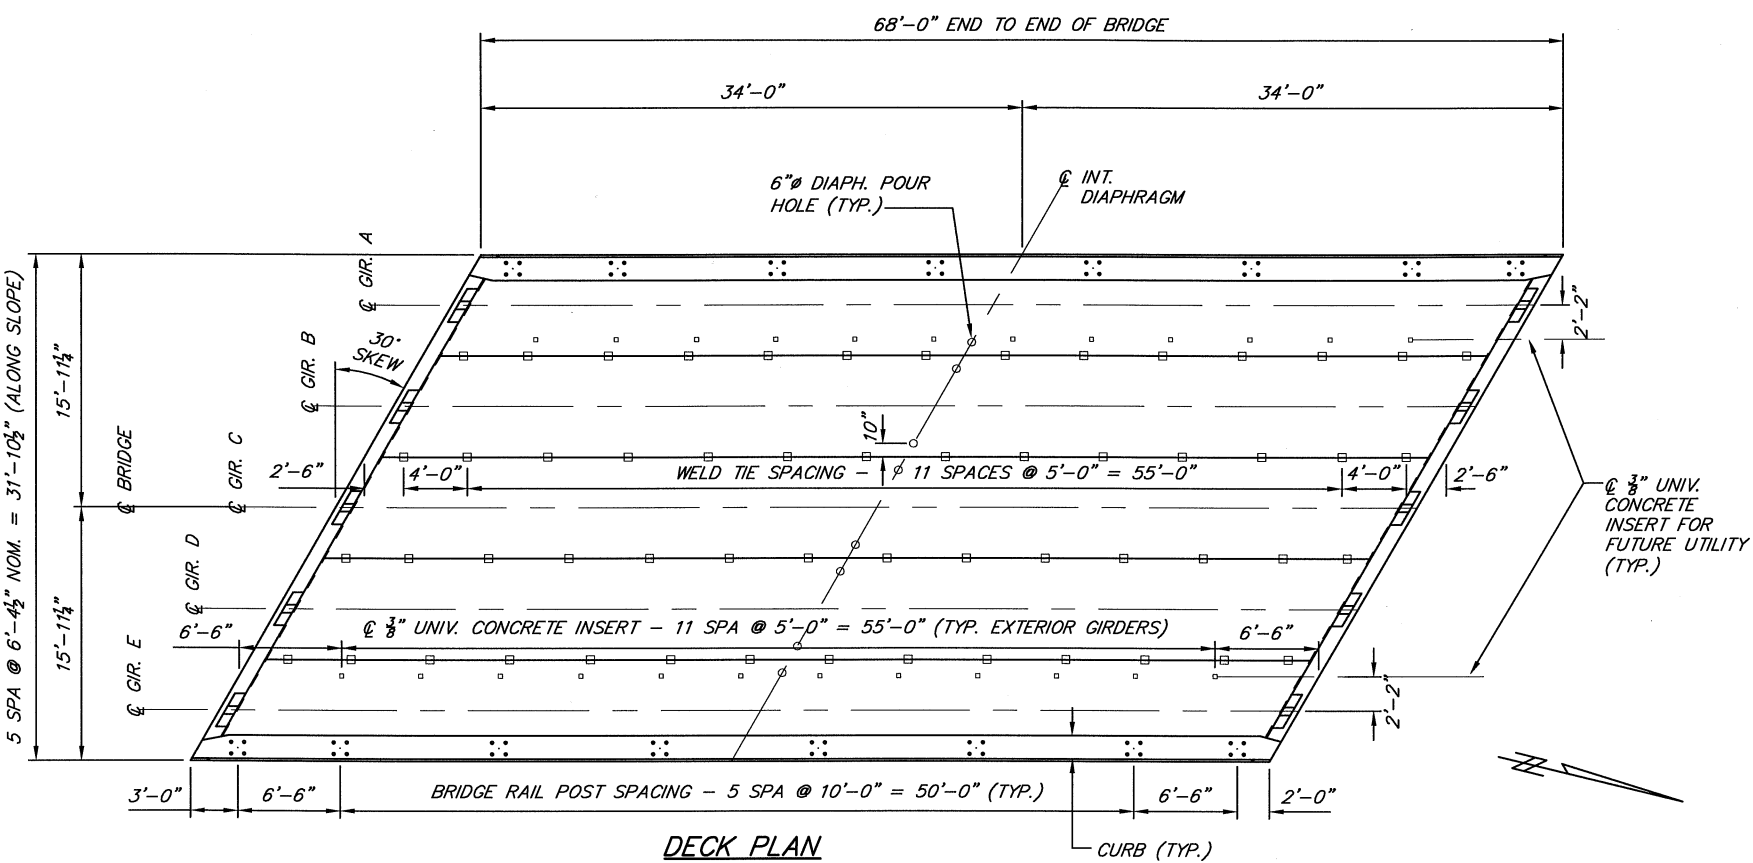 68'-0" END TO END OF BRIDGE
34'-0"
34'-0"
6"ø DIAPH. POUR
HOLE (TYP.)
℄ INT.
DIAPHRAGM
℄ GIR. A
2'-2"
30°
SKEW
℄ GIR. B
5 SPA @ 6'-4½" NOM. = 31'-10½" (ALONG SLOPE)
15'-11¼"
10"
℄ BRIDGE
℄ GIR. C
2'-6"
4'-0"
WELD TIE SPACING - 11 SPACES @ 5'-0" = 55'-0"
4'-0"
2'-6"
℄ ⅜" UNIV.
CONCRETE
INSERT FOR
FUTURE UTILITY
(TYP.)
℄ GIR. D
15'-11¼"
6'-6"
℄ ⅜" UNIV. CONCRETE INSERT - 11 SPA @ 5'-0" = 55'-0" (TYP. EXTERIOR GIRDERS)
6'-6"
℄ GIR. E
2'-2"
3'-0"
6'-6"
BRIDGE RAIL POST SPACING - 5 SPA @ 10'-0" = 50'-0" (TYP.)
6'-6"
2'-0"
DECK PLAN
CURB (TYP.)